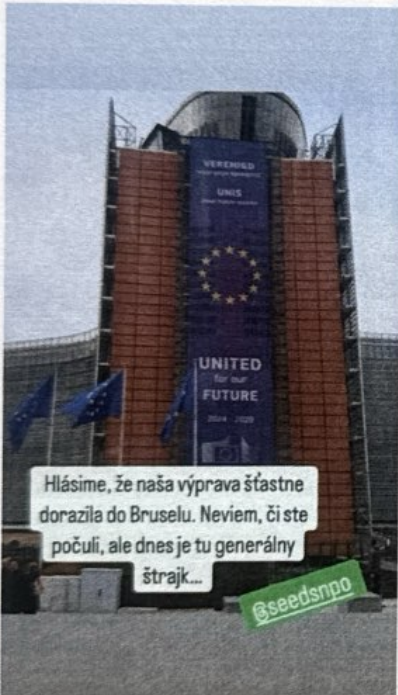 VERENIGD
UNIS
UNITED
for our
FUTURE
2024 - 2029
Hlásime, že naša výprava šťastne
dorazila do Bruselu. Neviem, či ste
počuli, ale dnes je tu generálny
štrajk...
@seedsnpo